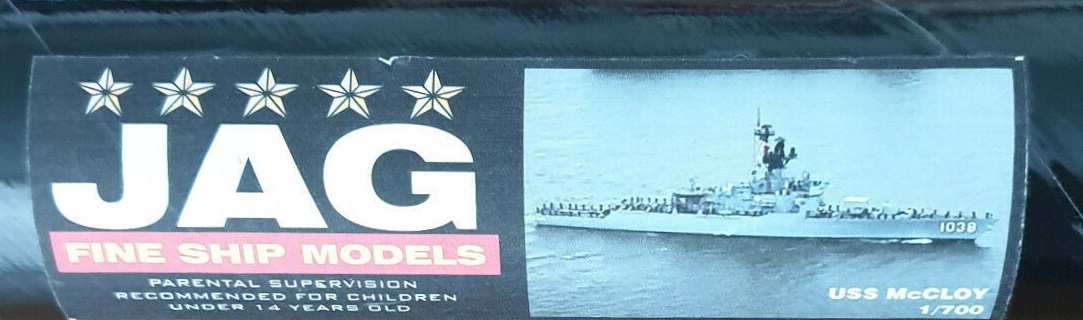 JAG
FINE SHIP MODELS
PARENTAL SUPERVISION
RECOMMENDED FOR CHILDREN
UNDER 14 YEARS OLD
1038
USS McCLOY
1/700